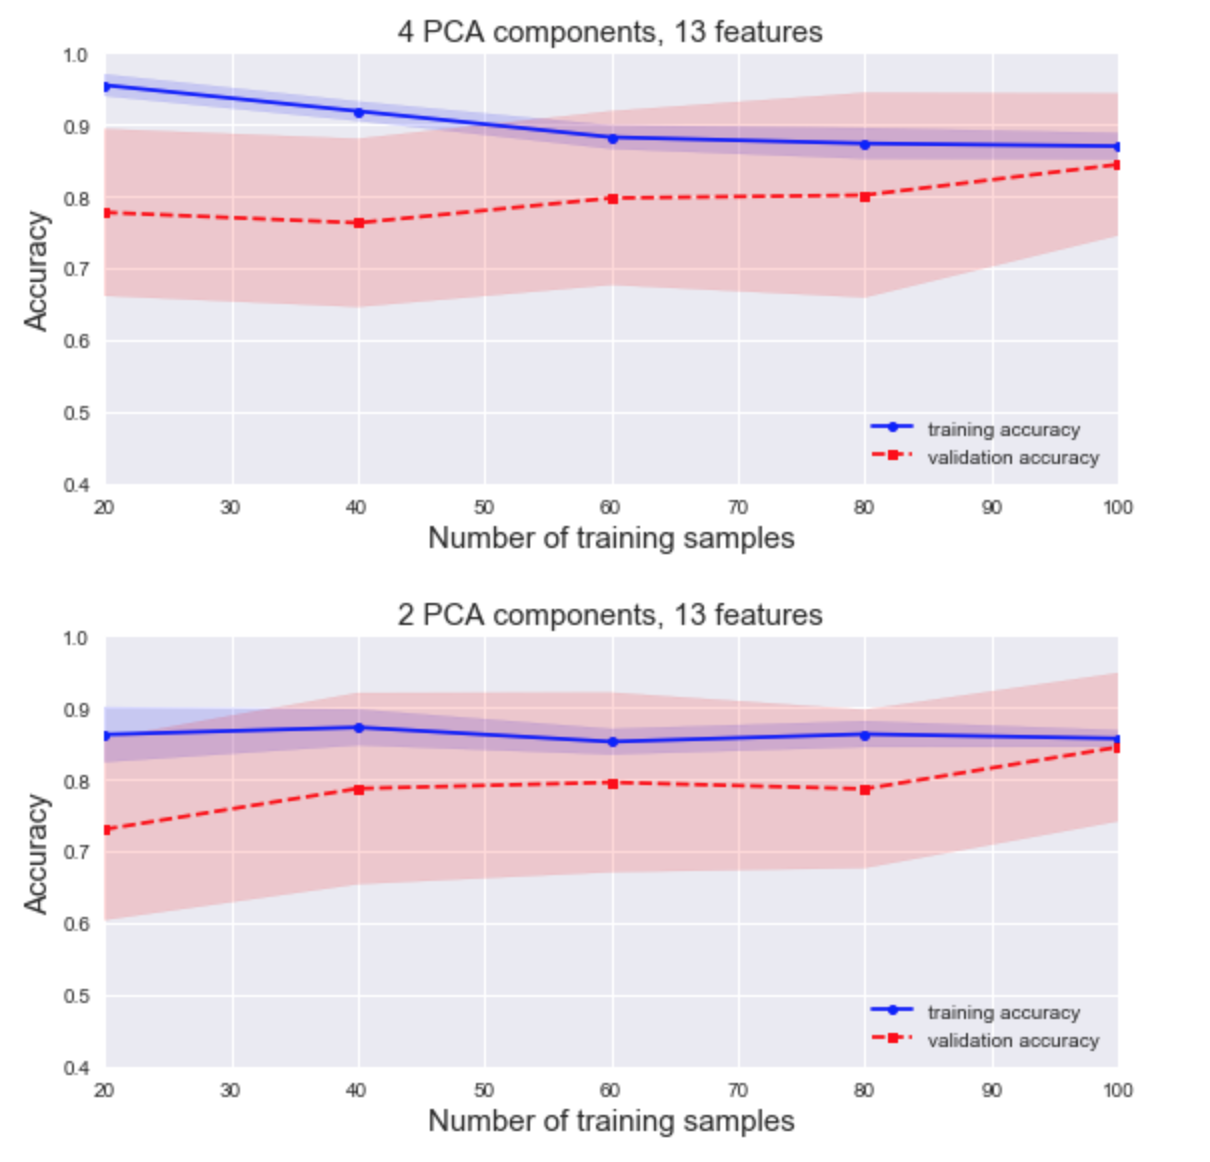 4 PCA components, 13 features
1.0
0.9
0.8
0.7
0.6
0.5
0.4
Accuracy
training accuracy
validation accuracy
20 30 40 50 60 70 80 90 100
Number of training samples
2 PCA components, 13 features
1.0
0.9
0.8
0.7
0.6
0.5
0.4
Accuracy
training accuracy
validation accuracy
20 30 40 50 60 70 80 90 100
Number of training samples